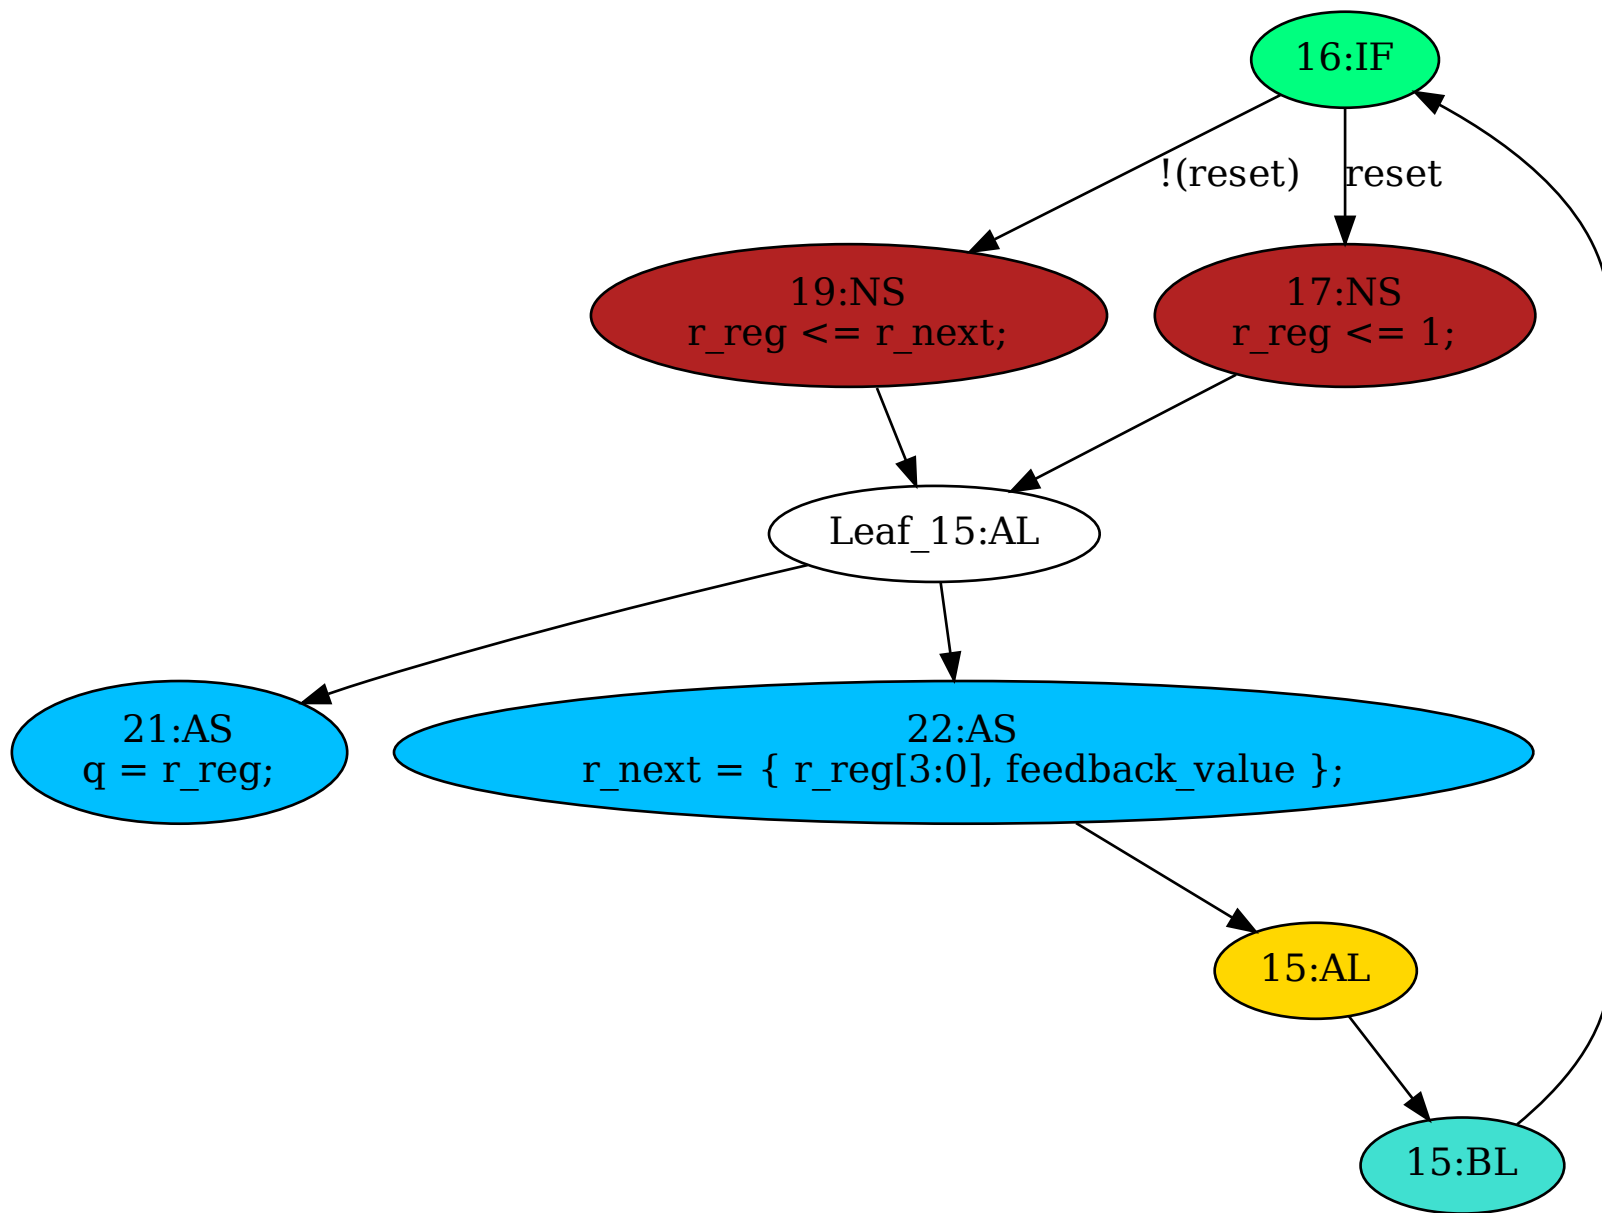 16:IF
!(reset)
reset
19:NS
r_reg <= r_next;
17:NS
r_reg <= 1;
Leaf_15:AL
21:AS
q = r_reg;
22:AS
r_next = { r_reg[3:0], feedback_value };
15:AL
15:BL